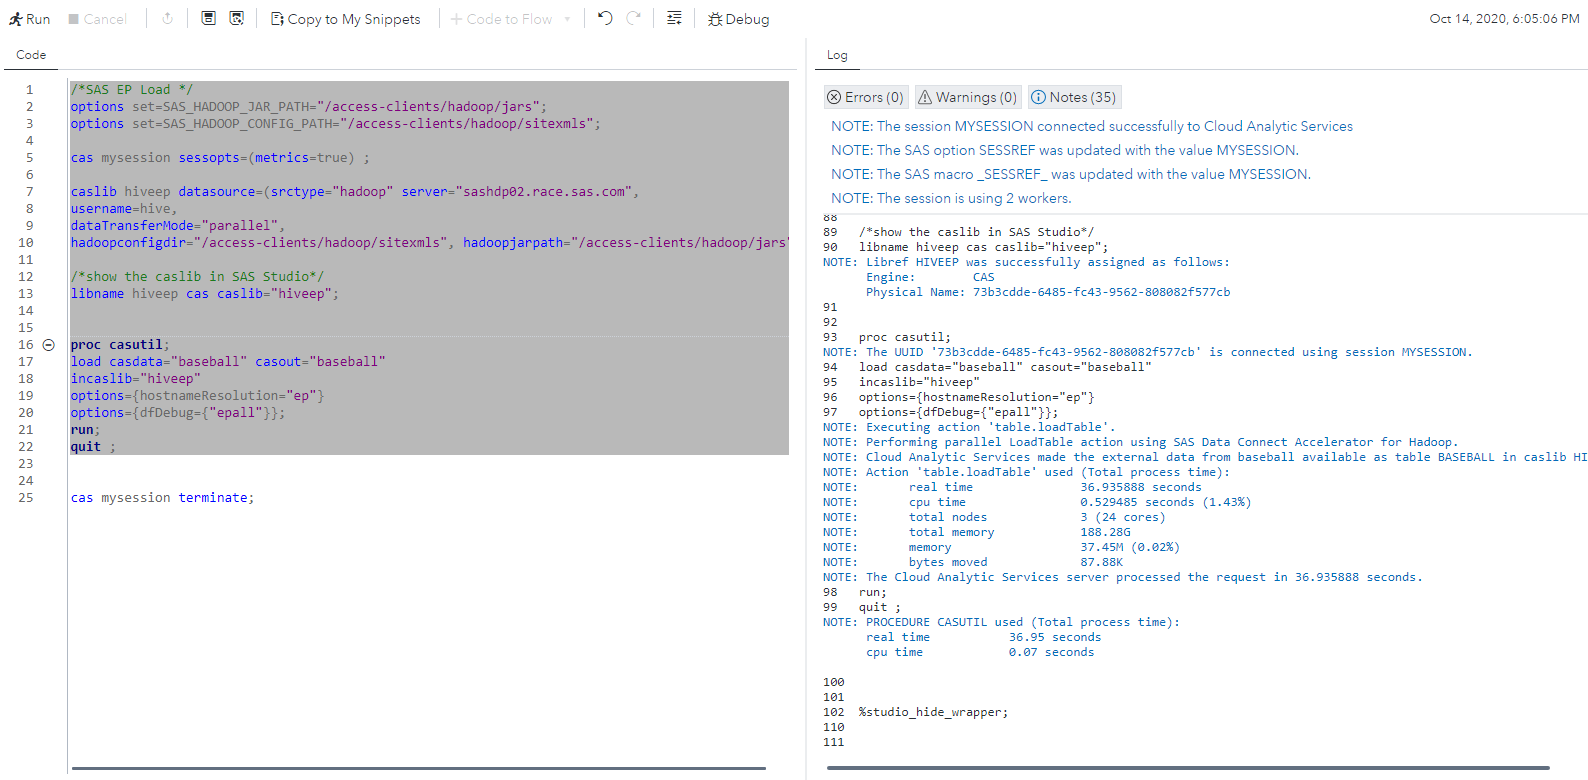 Run Cancel Copy to My Snippets Code to Flow Debug Oct 14, 2020, 6:05:06 PM
Code
1 /*SAS EP Load */
2 options set=SAS_HADOOP_JAR_PATH="/access-clients/hadoop/jars";
3 options set=SAS_HADOOP_CONFIG_PATH="/access-clients/hadoop/sitexmls";
4
5 cas mysession sessopts=(metrics=true) ;
6
7 caslib hiveep datasource=(srctype="hadoop" server="sashdp02.race.sas.com",
8 username=hive,
9 dataTransferMode="parallel",
10 hadoopconfigdir="/access-clients/hadoop/sitexmls", hadoopjarpath="/access-clients/hadoop/jars"
11
12 /*show the caslib in SAS Studio*/
13 libname hiveep cas caslib="hiveep";
14
15
16 proc casutil;
17 load casdata="baseball" casout="baseball"
18 incaslib="hiveep"
19 options={hostnameResolution="ep"}
20 options={dfDebug={"epall"}};
21 run;
22 quit ;
23
24
25 cas mysession terminate;
Log
Errors (0) Warnings (0) Notes (35)
NOTE: The session MYSESSION connected successfully to Cloud Analytic Services
NOTE: The SAS option SESSREF was updated with the value MYSESSION.
NOTE: The SAS macro _SESSREF_ was updated with the value MYSESSION.
NOTE: The session is using 2 workers.
88
89 /*show the caslib in SAS Studio*/
90 libname hiveep cas caslib="hiveep";
NOTE: Libref HIVEEP was successfully assigned as follows:
Engine: CAS
Physical Name: 73b3cdde-6485-fc43-9562-808082f577cb
91
92
93 proc casutil;
NOTE: The UUID '73b3cdde-6485-fc43-9562-808082f577cb' is connected using session MYSESSION.
94 load casdata="baseball" casout="baseball"
95 incaslib="hiveep"
96 options={hostnameResolution="ep"}
97 options={dfDebug={"epall"}};
NOTE: Executing action 'table.loadTable'.
NOTE: Performing parallel LoadTable action using SAS Data Connect Accelerator for Hadoop.
NOTE: Cloud Analytic Services made the external data from baseball available as table BASEBALL in caslib HI
NOTE: Action 'table.loadTable' used (Total process time):
NOTE: real time 36.935888 seconds
NOTE: cpu time 0.529485 seconds (1.43%)
NOTE: total nodes 3 (24 cores)
NOTE: total memory 188.28G
NOTE: memory 37.45M (0.02%)
NOTE: bytes moved 87.88K
NOTE: The Cloud Analytic Services server processed the request in 36.935888 seconds.
98 run;
99 quit ;
NOTE: PROCEDURE CASUTIL used (Total process time):
real time 36.95 seconds
cpu time 0.07 seconds
100
101
102 %studio_hide_wrapper;
110
111